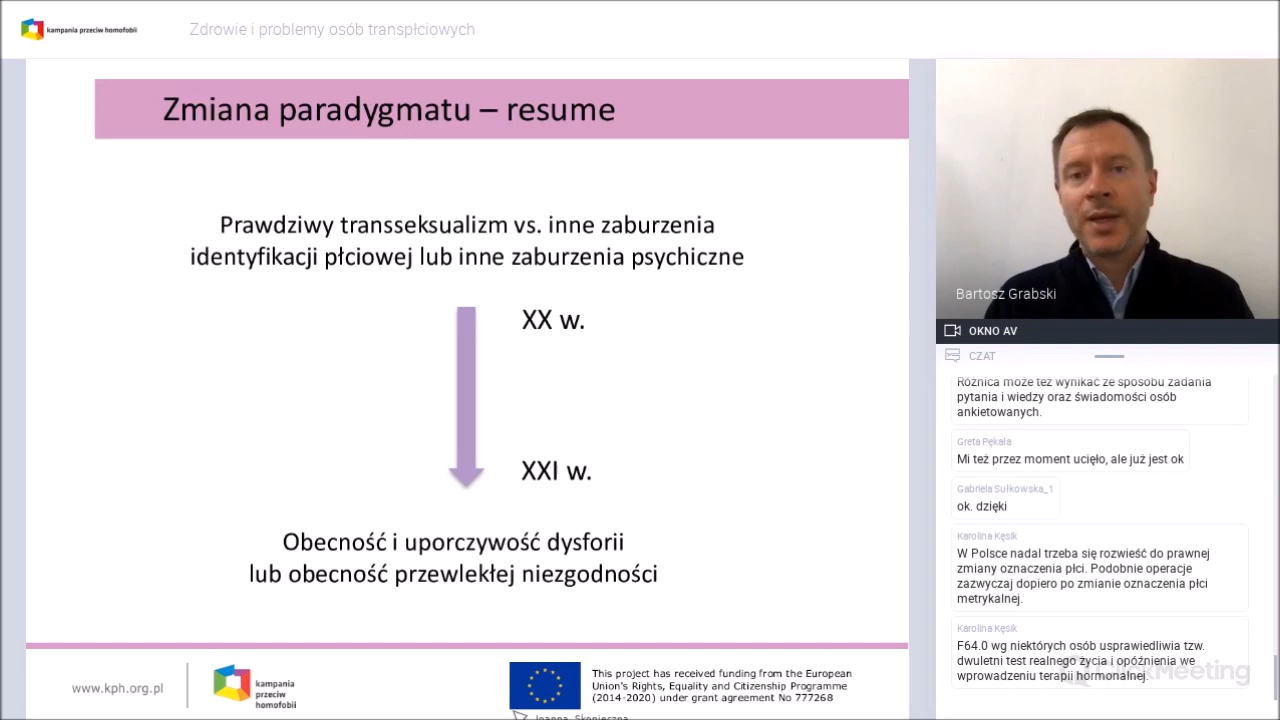 kampania przeciw homofobii
Zdrowie i problemy osób transpłciowych
Zmiana paradygmatu – resume
Prawdziwy transseksualizm vs. inne zaburzenia
identyfikacji płciowej lub inne zaburzenia psychiczne
XX w.
XXI w.
Obecność i uporczywość dysforii
lub obecność przewlekłej niezgodności
www.kph.org.pl
kampania
przeciw
homofobii
This project has received funding from the European
Union's Rights, Equality and Citizenship Programme
(2014-2020) under grant agreement No 777268
Joanna Skonieczna
Bartosz Grabski
OKNO AV
CZAT
Różnica może też wynikać ze sposobu zadania
pytania i wiedzy oraz świadomości osób
ankietowanych.
Greta Pękała
Mi też przez moment ucięło, ale już jest ok
Gabriela Sułkowska_1
ok. dzięki
Karolina Kęsik
W Polsce nadal trzeba się rozwieść do prawnej
zmiany oznaczenia płci. Podobnie operacje
zazwyczaj dopiero po zmianie oznaczenia płci
metrykalnej.
Karolina Kęsik
F64.0 wg niektórych osób usprawiedliwia tzw.
dwuletni test realnego życia i opóźnienia we
wprowadzeniu terapii hormonalnej.
ClickMeeting